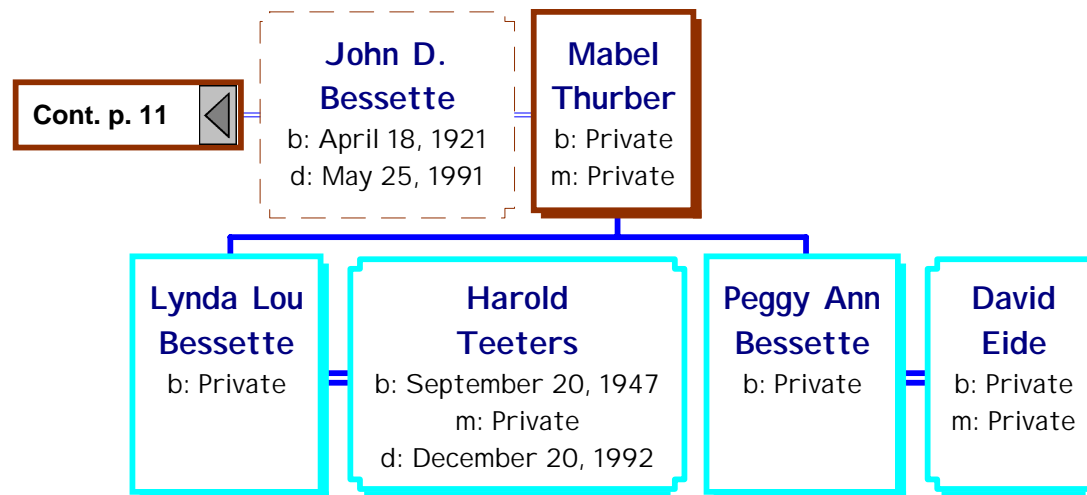 Cont. p. 11
John D.
Bessette
b: April 18, 1921
d: May 25, 1991
Mabel
Thurber
b: Private
m: Private
Lynda Lou
Bessette
b: Private
Harold
Teeters
b: September 20, 1947
m: Private
d: December 20, 1992
Peggy Ann
Bessette
b: Private
David
Eide
b: Private
m: Private